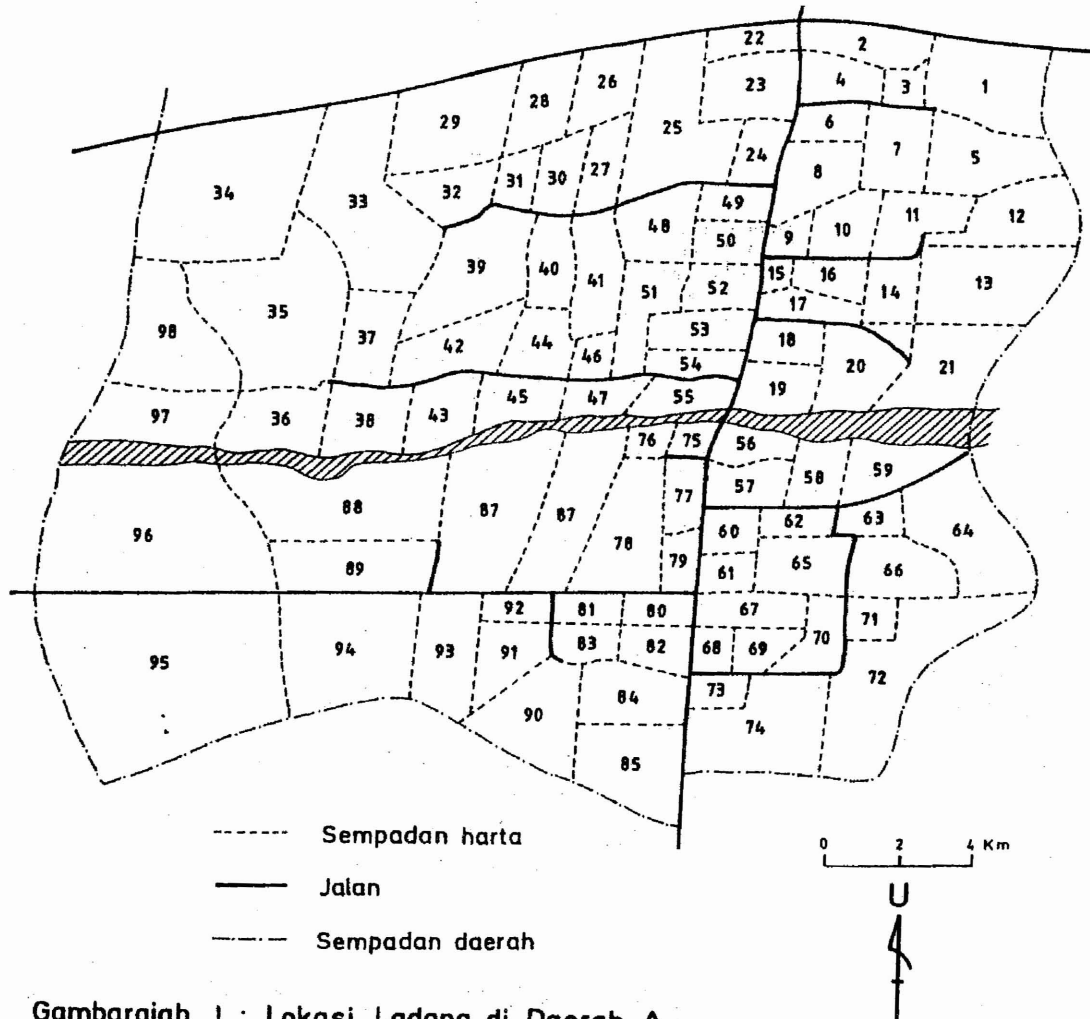 22 2
26
28 23 4 3 1
29 25
6
7
24 5
27 8
31 30
32
34 33
49
48 11 12
50 9 10
39 40 41
15 16
52 14 13
51 17
35
98 53
37 44 18
42 46 54 20 21
19
45 47 55
97 36 38 43
76 75 56
58 59
57
77
88 87 87 62 63 64
96 60
78
89 79 65 66
61
92 81 80 67
71
83 82 68 69 70
95 94 93 91 72
84 73
90
74
85
Sempadan harta
0 2 4 Km
Jalan
U
Sempadan daerah
Gambarajah 1 : Lokasi Ladang di Daerah A